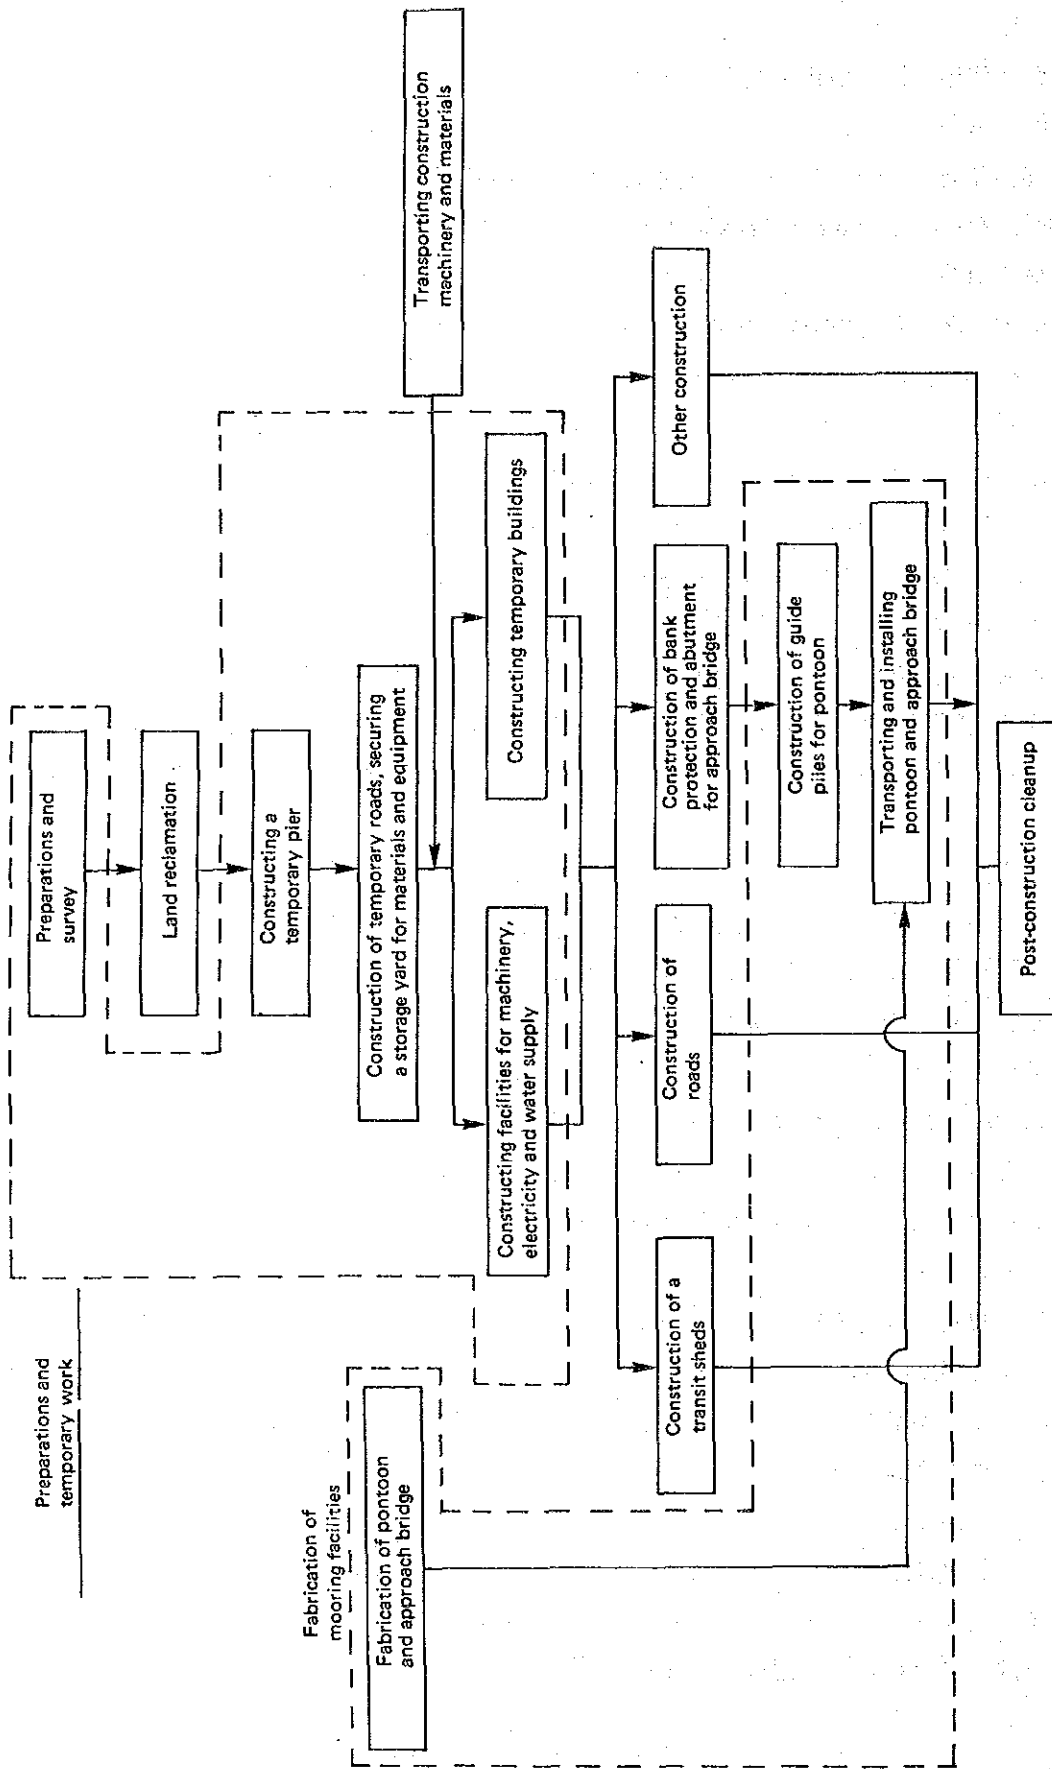 Preparations and
temporary work
Preparations and
survey
Land reclamation
Constructing a
temporary pier
Construction of temporary roads, securing
a storage yard for materials and equipment
Transporting construction
machinery and materials
Constructing facilities for machinery,
electricity and water supply
Constructing temporary buildings
Fabrication of
mooring facilities
Fabrication of pontoon
and approach bridge
Construction of a
transit sheds
Construction of
roads
Construction of bank
protection and abutment
for approach bridge
Other construction
Construction of guide
piles for pontoon
Transporting and installing
pontoon and approach bridge
Post-construction cleanup